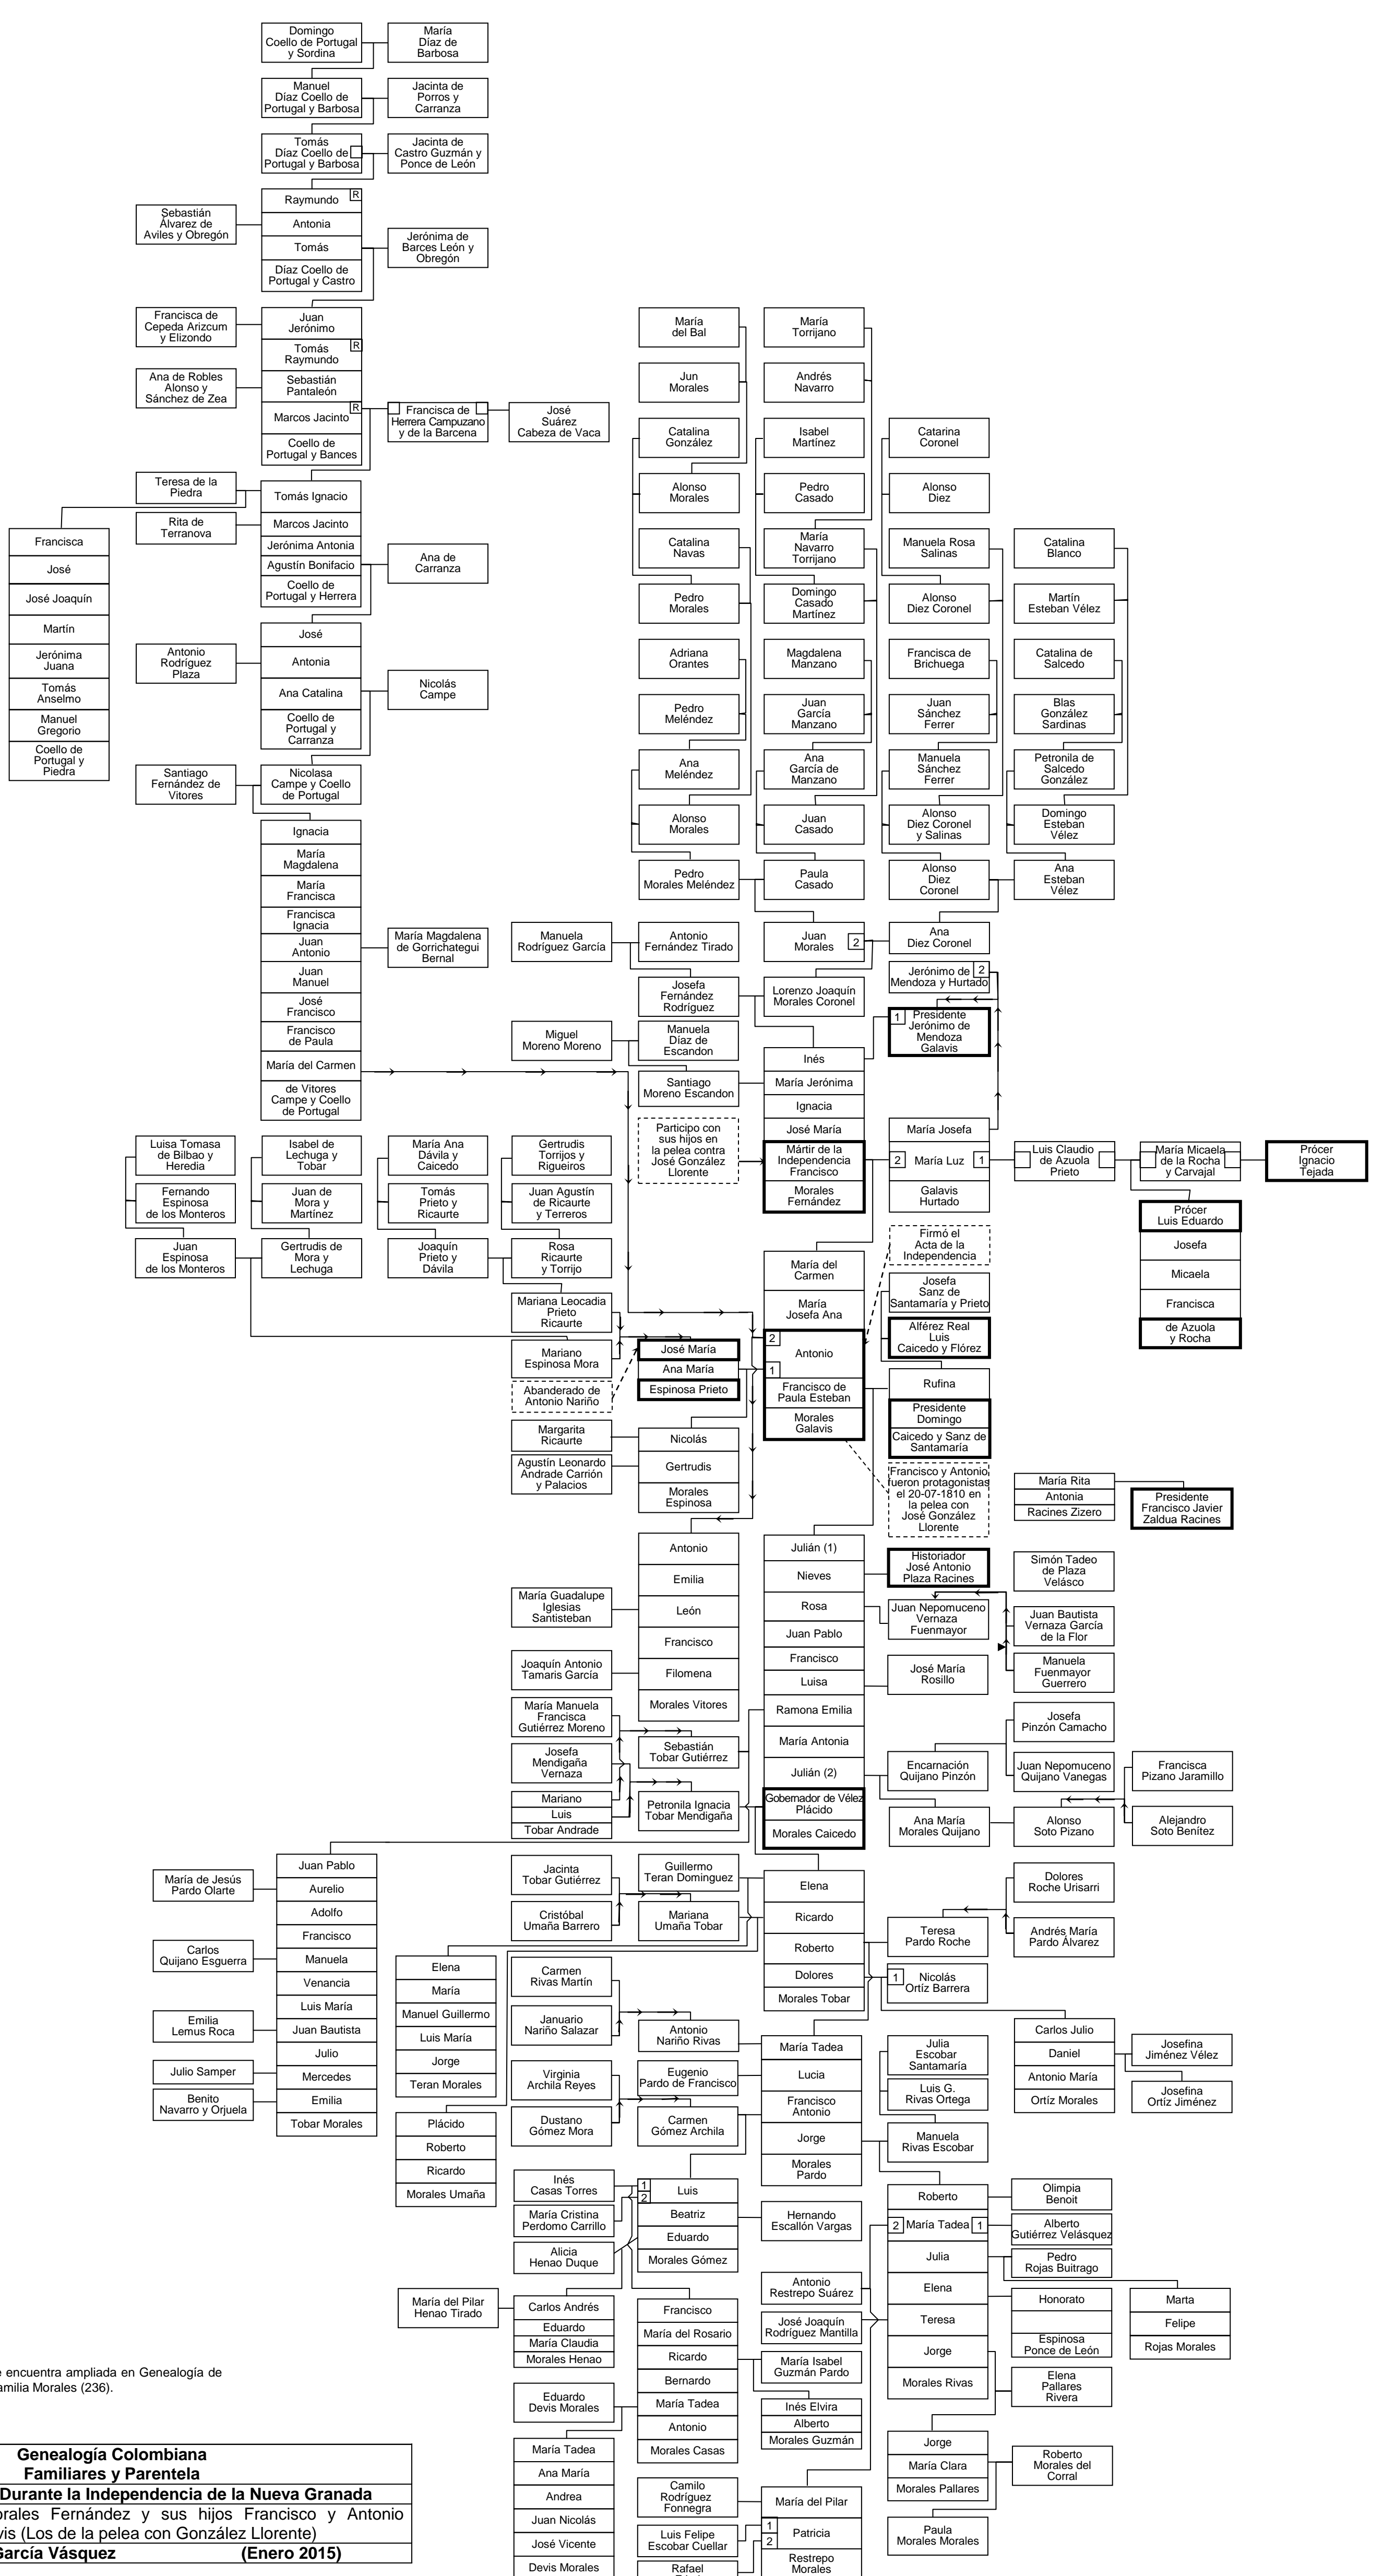 Domingo
Coello de Portugal
y Sordina
María
Díaz de
Barbosa
Manuel
Díaz Coello de
Portugal y Barbosa
Jacinta de
Porros y
Carranza
Tomás
Díaz Coello de
Portugal y Barbosa
Jacinta de
Castro Guzmán y
Ponce de León
Raymundo
R
Antonia
Tomás
Díaz Coello de
Portugal y Castro
Sebastián
Álvarez de
Aviles y Obregón
Jerónima de
Barces León y
Obregón
Francisca de
Cepeda Arizcum
y Elizondo
Juan
Jerónimo
Tomás
Raymundo
R
Sebastián
Pantaleón
Marcos Jacinto
R
Coello de
Portugal y Bances
Ana de Robles
Alonso y
Sánchez de Zea
Francisca de
Herrera Campuzano
y de la Barcena
José
Suárez
Cabeza de Vaca
Teresa de la
Piedra
Rita de
Terranova
Tomás Ignacio
Marcos Jacinto
Jerónima Antonia
Agustín Bonifacio
Coello de
Portugal y Herrera
Ana de
Carranza
Francisca
José
José Joaquín
Martín
Jerónima
Juana
Tomás
Anselmo
Manuel
Gregorio
Coello de
Portugal y
Piedra
Antonio
Rodríguez
Plaza
José
Antonia
Ana Catalina
Coello de
Portugal y
Carranza
Nicolás
Campe
Santiago
Fernández de
Vitores
Nicolasa
Campe y Coello
de Portugal
Ignacia
María
Magdalena
María
Francisca
Francisca
Ignacia
Juan
Antonio
Juan
Manuel
José
Francisco
Francisco
de Paula
María del Carmen
de Vitores
Campe y Coello
de Portugal
María Magdalena
de Gorrichategui
Bernal
María
del Bal
María
Torrijano
Jun
Morales
Andrés
Navarro
Catalina
González
Isabel
Martínez
Catarina
Coronel
Alonso
Morales
Pedro
Casado
Alonso
Diez
Catalina
Navas
María
Navarro
Torrijano
Manuela Rosa
Salinas
Catalina
Blanco
Pedro
Morales
Domingo
Casado
Martínez
Alonso
Diez Coronel
Martín
Esteban Vélez
Adriana
Orantes
Magdalena
Manzano
Francisca de
Brichuega
Catalina de
Salcedo
Pedro
Meléndez
Juan
García
Manzano
Juan
Sánchez
Ferrer
Blas
González
Sardinas
Ana
Meléndez
Ana
García de
Manzano
Manuela
Sánchez
Ferrer
Petronila de
Salcedo
González
Alonso
Morales
Juan
Casado
Alonso
Diez Coronel
y Salinas
Domingo
Esteban
Vélez
Pedro
Morales Meléndez
Paula
Casado
Alonso
Diez
Coronel
Ana
Esteban
Vélez
Manuela
Rodríguez García
Antonio
Fernández Tirado
Juan
Morales
2
Ana
Diez Coronel
Josefa
Fernández
Rodríguez
Lorenzo Joaquín
Morales Coronel
Jerónimo de
Mendoza y Hurtado
2
1
Presidente
Jerónimo de
Mendoza
Galavis
Miguel
Moreno Moreno
Manuela
Díaz de
Escandon
Santiago
Moreno Escandon
Inés
María Jerónima
Ignacia
José María
Mártir de la
Independencia
Francisco
Morales
Fernández
Participo con
sus hijos en
la pelea contra
José González
Llorente
María Josefa
2
María Luz
1
Galavis
Hurtado
Luis Claudio
de Azuola
Prieto
María Micaela
de la Rocha
y Carvajal
Prócer
Ignacio
Tejada
Prócer
Luis Eduardo
Josefa
Micaela
Francisca
de Azuola
y Rocha
Luisa Tomasa
de Bilbao y
Heredia
Isabel de
Lechuga y
Tobar
María Ana
Dávila y
Caicedo
Gertrudis
Torrijos y
Rigueiros
Fernando
Espinosa
de los Monteros
Juan de
Mora y
Martínez
Tomás
Prieto y
Ricaurte
Juan Agustín
de Ricaurte
y Terreros
Juan
Espinosa
de los Monteros
Gertrudis de
Mora y
Lechuga
Joaquín
Prieto y
Dávila
Rosa
Ricaurte
y Torrijo
Mariana Leocadia
Prieto
Ricaurte
Mariano
Espinosa Mora
Abanderado de
Antonio Nariño
José María
Ana María
Espinosa Prieto
María del
Carmen
María
Josefa Ana
2
Antonio
1
Francisco de
Paula Esteban
Morales
Galavis
Firmó el
Acta de la
Independencia
Josefa
Sanz de
Santamaría y Prieto
Alférez Real
Luis
Caicedo y Flórez
Rufina
Presidente
Domingo
Caicedo y Sanz de
Santamaría
Francisco y Antonio
fueron protagonistas
el 20-07-1810 en
la pelea con
José González
Llorente
Margarita
Ricaurte
Agustín Leonardo
Andrade Carrión
y Palacios
Nicolás
Gertrudis
Morales
Espinosa
María Rita
Antonia
Racines Zizero
Presidente
Francisco Javier
Zaldua Racines
Antonio
Emilia
León
Francisco
Filomena
Morales Vitores
María Guadalupe
Iglesias
Santisteban
Joaquín Antonio
Tamaris García
Julián (1)
Nieves
Rosa
Juan Pablo
Francisco
Luisa
Ramona Emilia
María Antonia
Julián (2)
Gobernador de Vélez
Plácido
Morales Caicedo
Historiador
José Antonio
Plaza Racines
Simón Tadeo
de Plaza
Velásco
Juan Nepomuceno
Vernaza
Fuenmayor
Juan Bautista
Vernaza García
de la Flor
Manuela
Fuenmayor
Guerrero
José María
Rosillo
María Manuela
Francisca
Gutiérrez Moreno
Josefa
Mendigaña
Vernaza
Mariano
Luis
Tobar Andrade
Sebastián
Tobar Gutiérrez
Petronila Ignacia
Tobar Mendigaña
Encarnación
Quijano Pinzón
Josefa
Pinzón Camacho
Juan Nepomuceno
Quijano Vanegas
Francisca
Pizano Jaramillo
Ana María
Morales Quijano
Alonso
Soto Pizano
Alejandro
Soto Benítez
María de Jesús
Pardo Olarte
Carlos
Quijano Esguerra
Emilia
Lemus Roca
Julio Samper
Benito
Navarro y Orjuela
Juan Pablo
Aurelio
Adolfo
Francisco
Manuela
Venancia
Luis María
Juan Bautista
Julio
Mercedes
Emilia
Tobar Morales
Jacinta
Tobar Gutiérrez
Guillermo
Teran Dominguez
Cristóbal
Umaña Barrero
Mariana
Umaña Tobar
Elena
Ricardo
Roberto
Dolores
Morales Tobar
Teresa
Pardo Roche
Dolores
Roche Urisarri
Andrés María
Pardo Álvarez
1
Nicolás
Ortíz Barrera
Elena
María
Manuel Guillermo
Luis María
Jorge
Teran Morales
Plácido
Roberto
Ricardo
Morales Umaña
Carmen
Rivas Martín
Januario
Nariño Salazar
Antonio
Nariño Rivas
Virginia
Archila Reyes
Dustano
Gómez Mora
Eugenio
Pardo de Francisco
Carmen
Gómez Archila
María Tadea
Lucia
Francisco
Antonio
Jorge
Morales
Pardo
Julia
Escobar
Santamaría
Luis G.
Rivas Ortega
Manuela
Rivas Escobar
Carlos Julio
Daniel
Antonio María
Ortíz Morales
Josefina
Jiménez Vélez
Josefina
Ortíz Jiménez
Inés
Casas Torres
María Cristina
Perdomo Carrillo
Alicia
Henao Duque
1
2
Luis
Beatriz
Eduardo
Morales Gómez
Hernando
Escallón Vargas
Roberto
2
María Tadea
1
Julia
Elena
Teresa
Jorge
Morales Rivas
Olimpia
Benoit
Alberto
Gutiérrez Velásquez
Pedro
Rojas Buitrago
Honorato
Espinosa
Ponce de León
Marta
Felipe
Rojas Morales
Elena
Pallares
Rivera
María del Pilar
Henao Tirado
Carlos Andrés
Eduardo
María Claudia
Morales Henao
Antonio
Restrepo Suárez
José Joaquín
Rodríguez Mantilla
Francisco
María del Rosario
Ricardo
Bernardo
María Tadea
Antonio
Morales Casas
María Isabel
Guzmán Pardo
Inés Elvira
Alberto
Morales Guzmán
Eduardo
Devis Morales
María Tadea
Ana María
Andrea
Juan Nicolás
José Vicente
Devis Morales
Jorge
María Clara
Morales Pallares
Roberto
Morales del
Corral
Paula
Morales Morales
Camilo
Rodríguez
Fonnegra
Luis Felipe
Escobar Cuellar
Rafael
María del Pilar
1
2
Patricia
Restrepo
Morales
e encuentra ampliada en Genealogía de
amilia Morales (236).
Genealogía Colombiana
Familiares y Parentela
Durante la Independencia de la Nueva Granada
orales Fernández y sus hijos Francisco y Antonio
vis (Los de la pelea con González Llorente)
García Vásquez (Enero 2015)